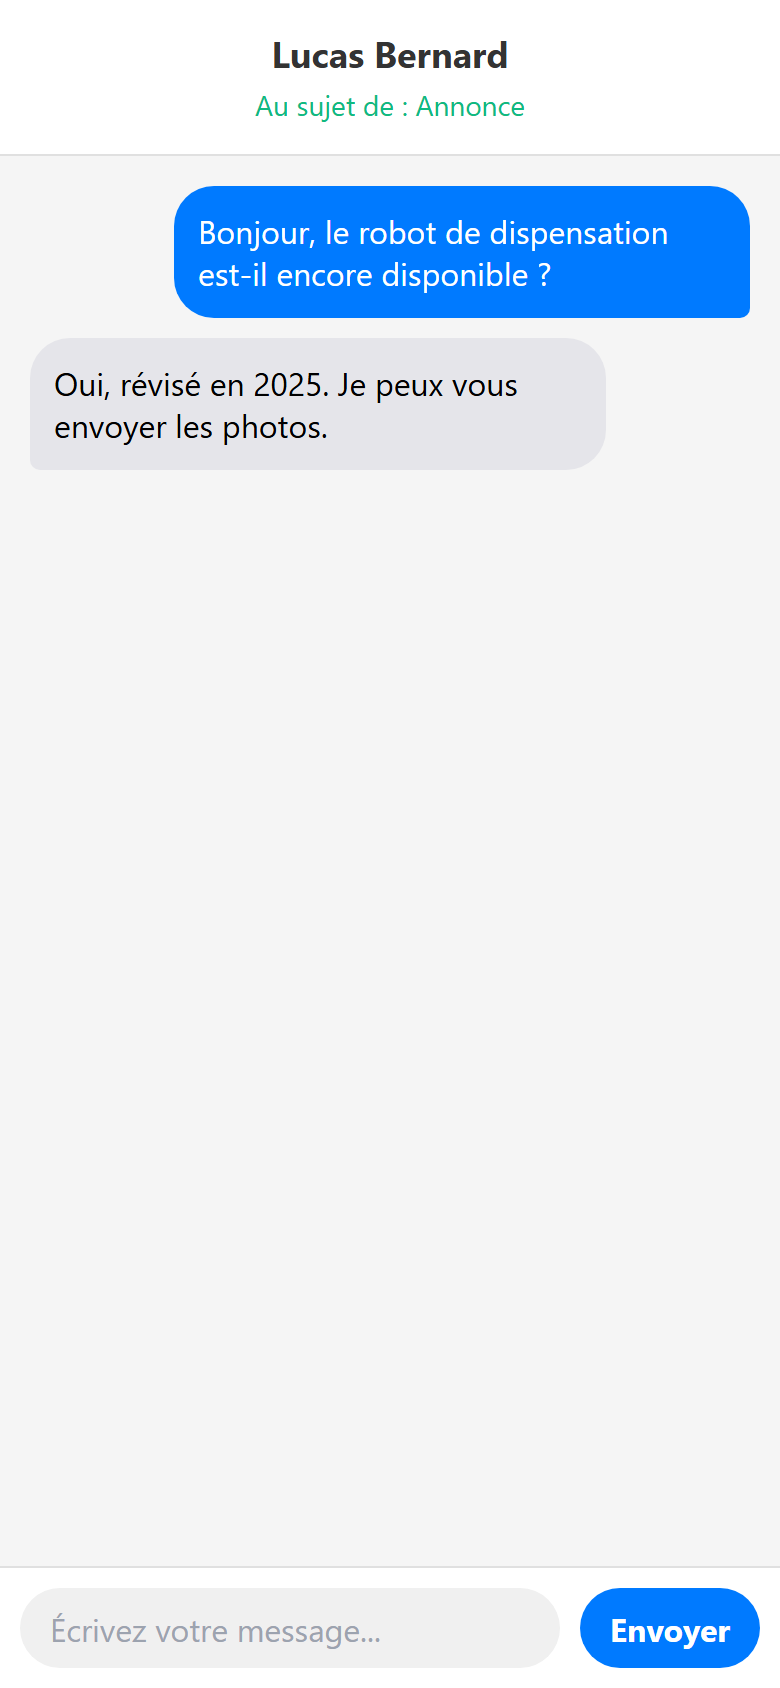 Lucas Bernard
Au sujet de : Annonce
Bonjour, le robot de dispensation
est-il encore disponible ?
Oui, révisé en 2025. Je peux vous
envoyer les photos.
Écrivez votre message...
Envoyer